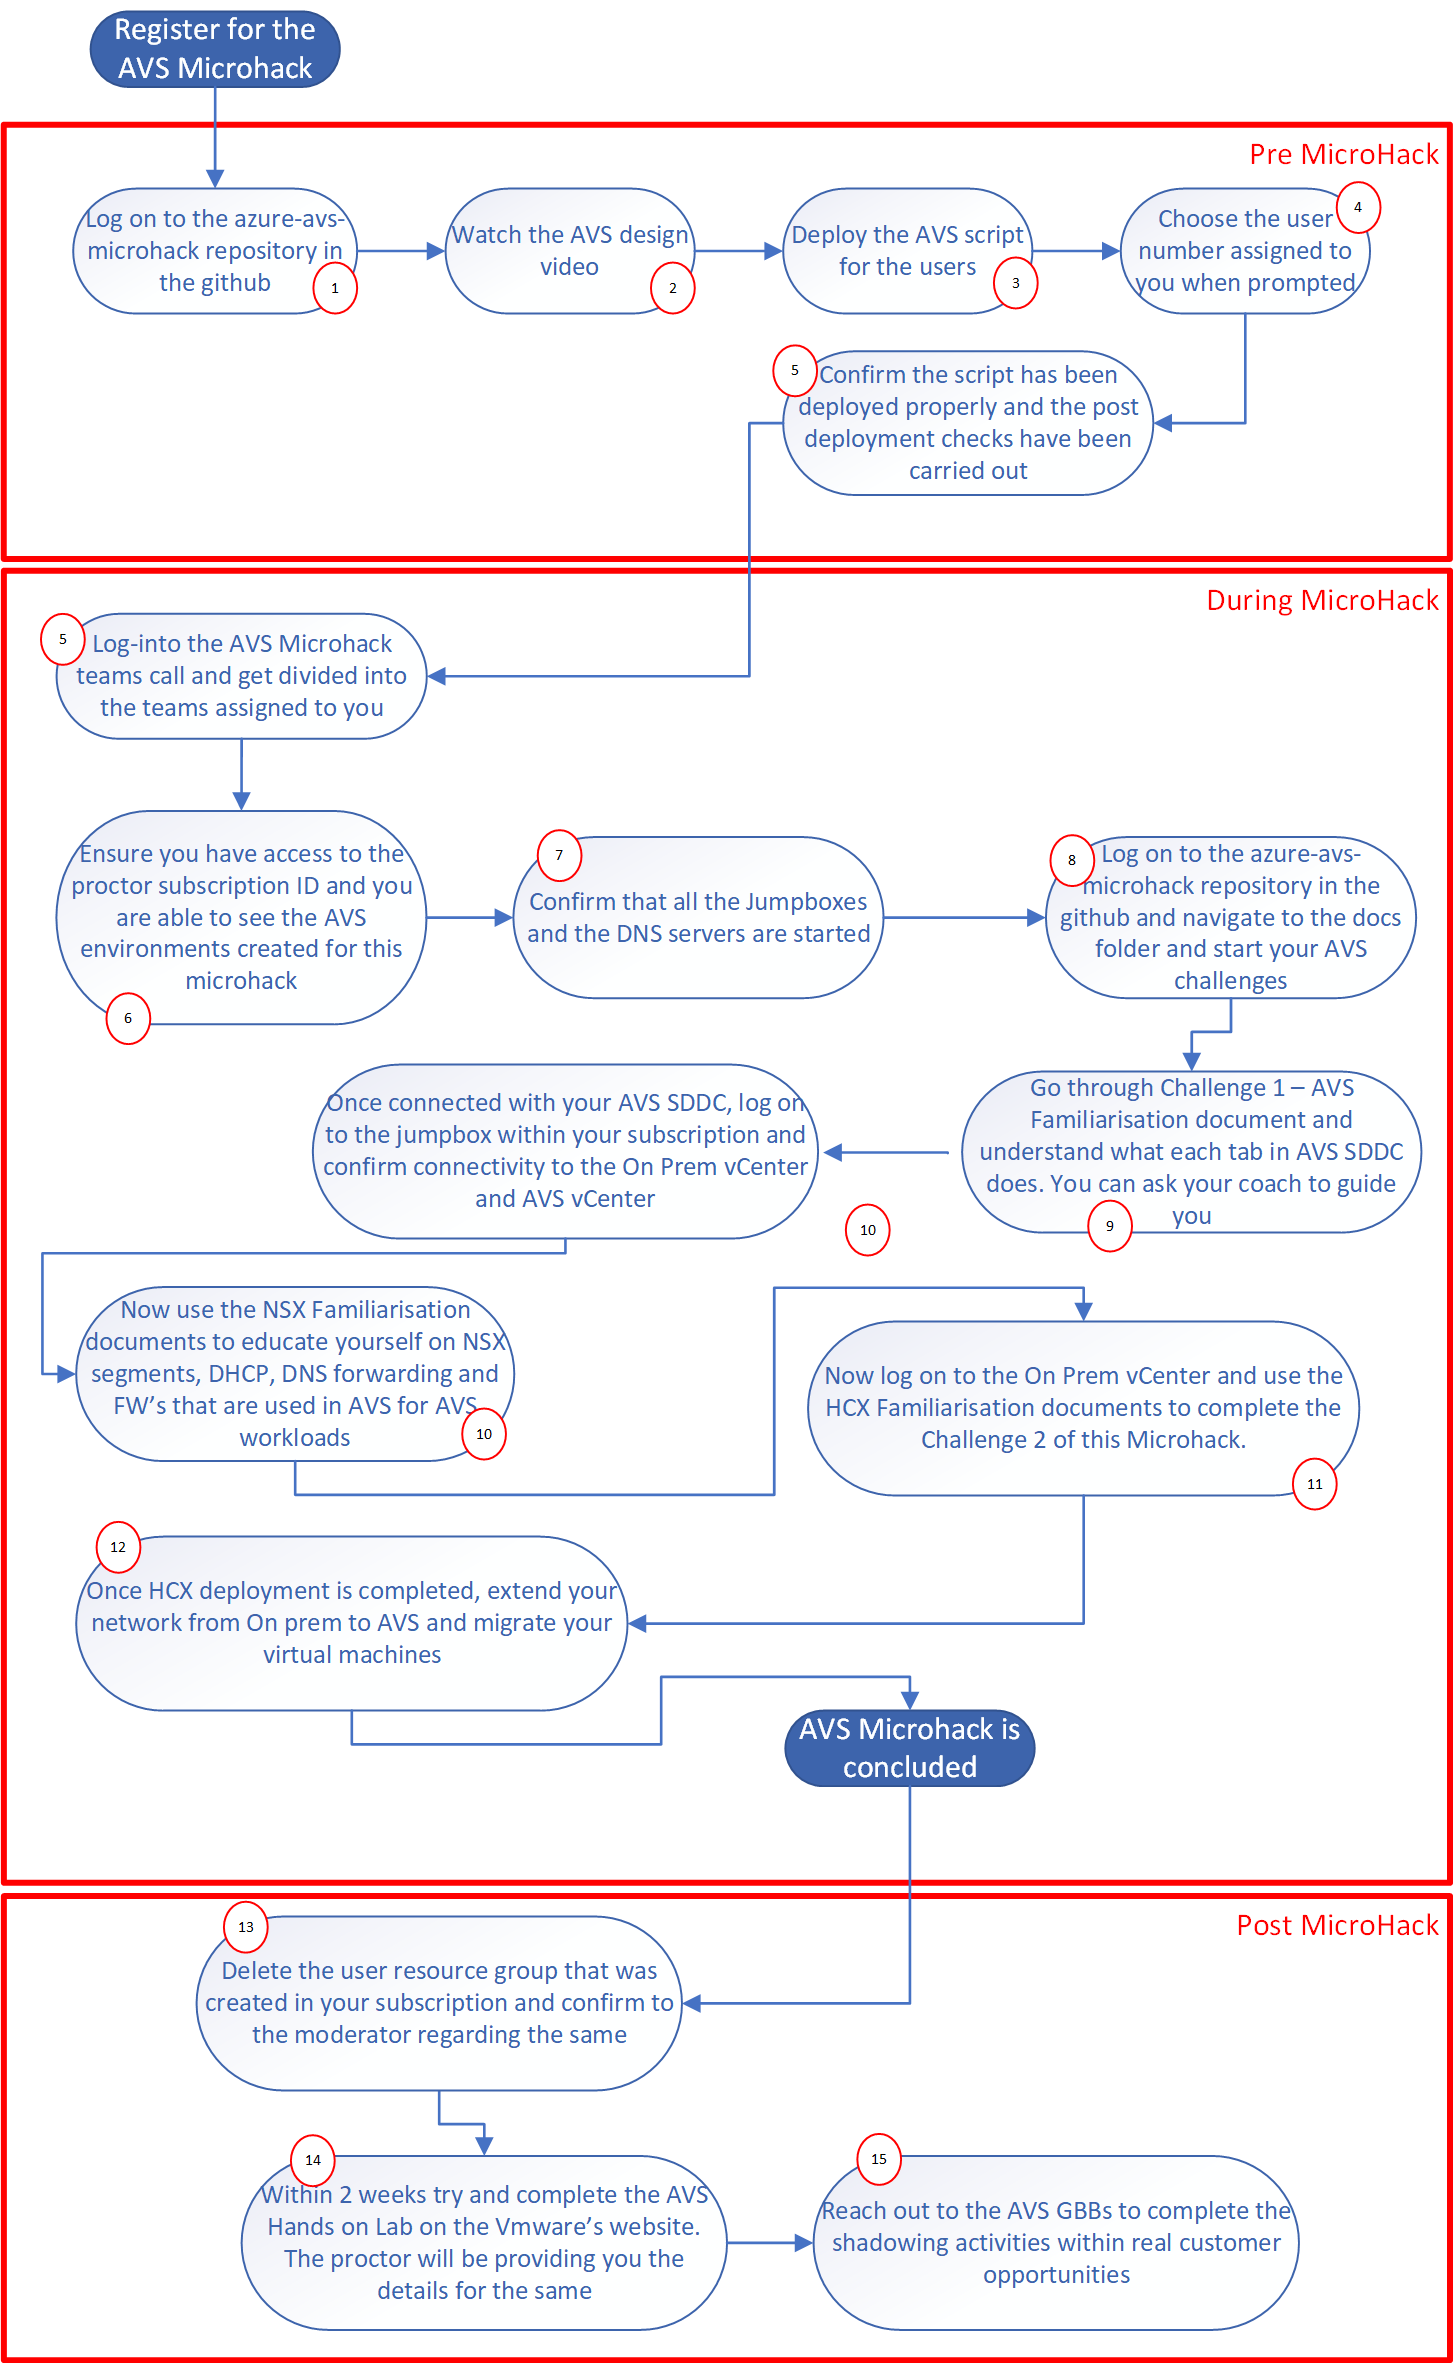 Register for the
AVS Microhack
Pre MicroHack
Log on to the azure-avs-
microhack repository in
the github
1
Watch the AVS design
video
2
Deploy the AVS script
for the users
3
4
Choose the user
number assigned to
you when prompted
5
Confirm the script has been
deployed properly and the post
deployment checks have been
carried out
During MicroHack
5
Log-into the AVS Microhack
teams call and get divided into
the teams assigned to you
Ensure you have access to the
proctor subscription ID and you
are able to see the AVS
environments created for this
microhack
6
7
Confirm that all the Jumpboxes
and the DNS servers are started
8
Log on to the azure-avs-
microhack repository in the
github and navigate to the docs
folder and start your AVS
challenges
Go through Challenge 1 – AVS
Familiarisation document and
understand what each tab in AVS SDDC
does. You can ask your coach to guide
you
9
Once connected with your AVS SDDC, log on
to the jumpbox within your subscription and
confirm connectivity to the On Prem vCenter
and AVS vCenter
10
Now use the NSX Familiarisation
documents to educate yourself on NSX
segments, DHCP, DNS forwarding and
FW's that are used in AVS for AVS
workloads
10
Now log on to the On Prem vCenter and use the
HCX Familiarisation documents to complete the
Challenge 2 of this Microhack.
11
12
Once HCX deployment is completed, extend your
network from On prem to AVS and migrate your
virtual machines
AVS Microhack is
concluded
Post MicroHack
13
Delete the user resource group that was
created in your subscription and confirm to
the moderator regarding the same
14
Within 2 weeks try and complete the AVS
Hands on Lab on the Vmware's website.
The proctor will be providing you the
details for the same
15
Reach out to the AVS GBBs to complete the
shadowing activities within real customer
opportunities